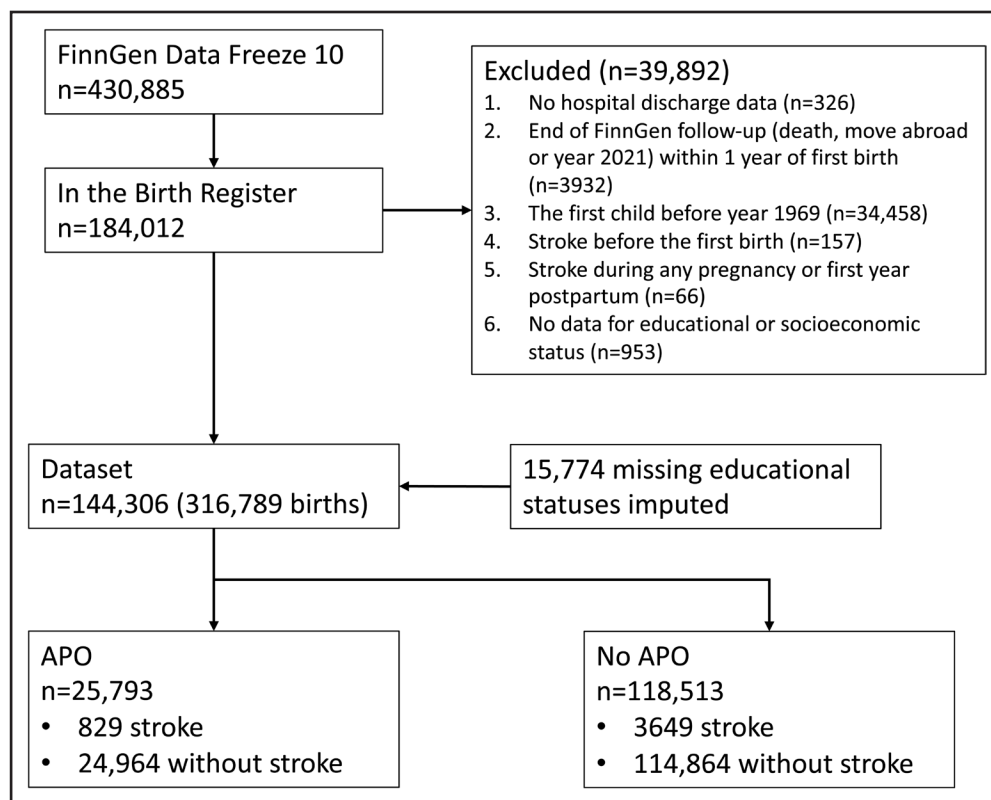 FinnGen Data Freeze 10
n=430,885
In the Birth Register
n=184,012
Excluded (n=39,892)
1. No hospital discharge data (n=326)
2. End of FinnGen follow-up (death, move abroad
or year 2021) within 1 year of first birth
(n=3932)
3. The first child before year 1969 (n=34,458)
4. Stroke before the first birth (n=157)
5. Stroke during any pregnancy or first year
postpartum (n=66)
6. No data for educational or socioeconomic
status (n=953)
Dataset
n=144,306 (316,789 births)
15,774 missing educational
statuses imputed
APO
n=25,793
• 829 stroke
• 24,964 without stroke
No APO
n=118,513
• 3649 stroke
• 114,864 without stroke